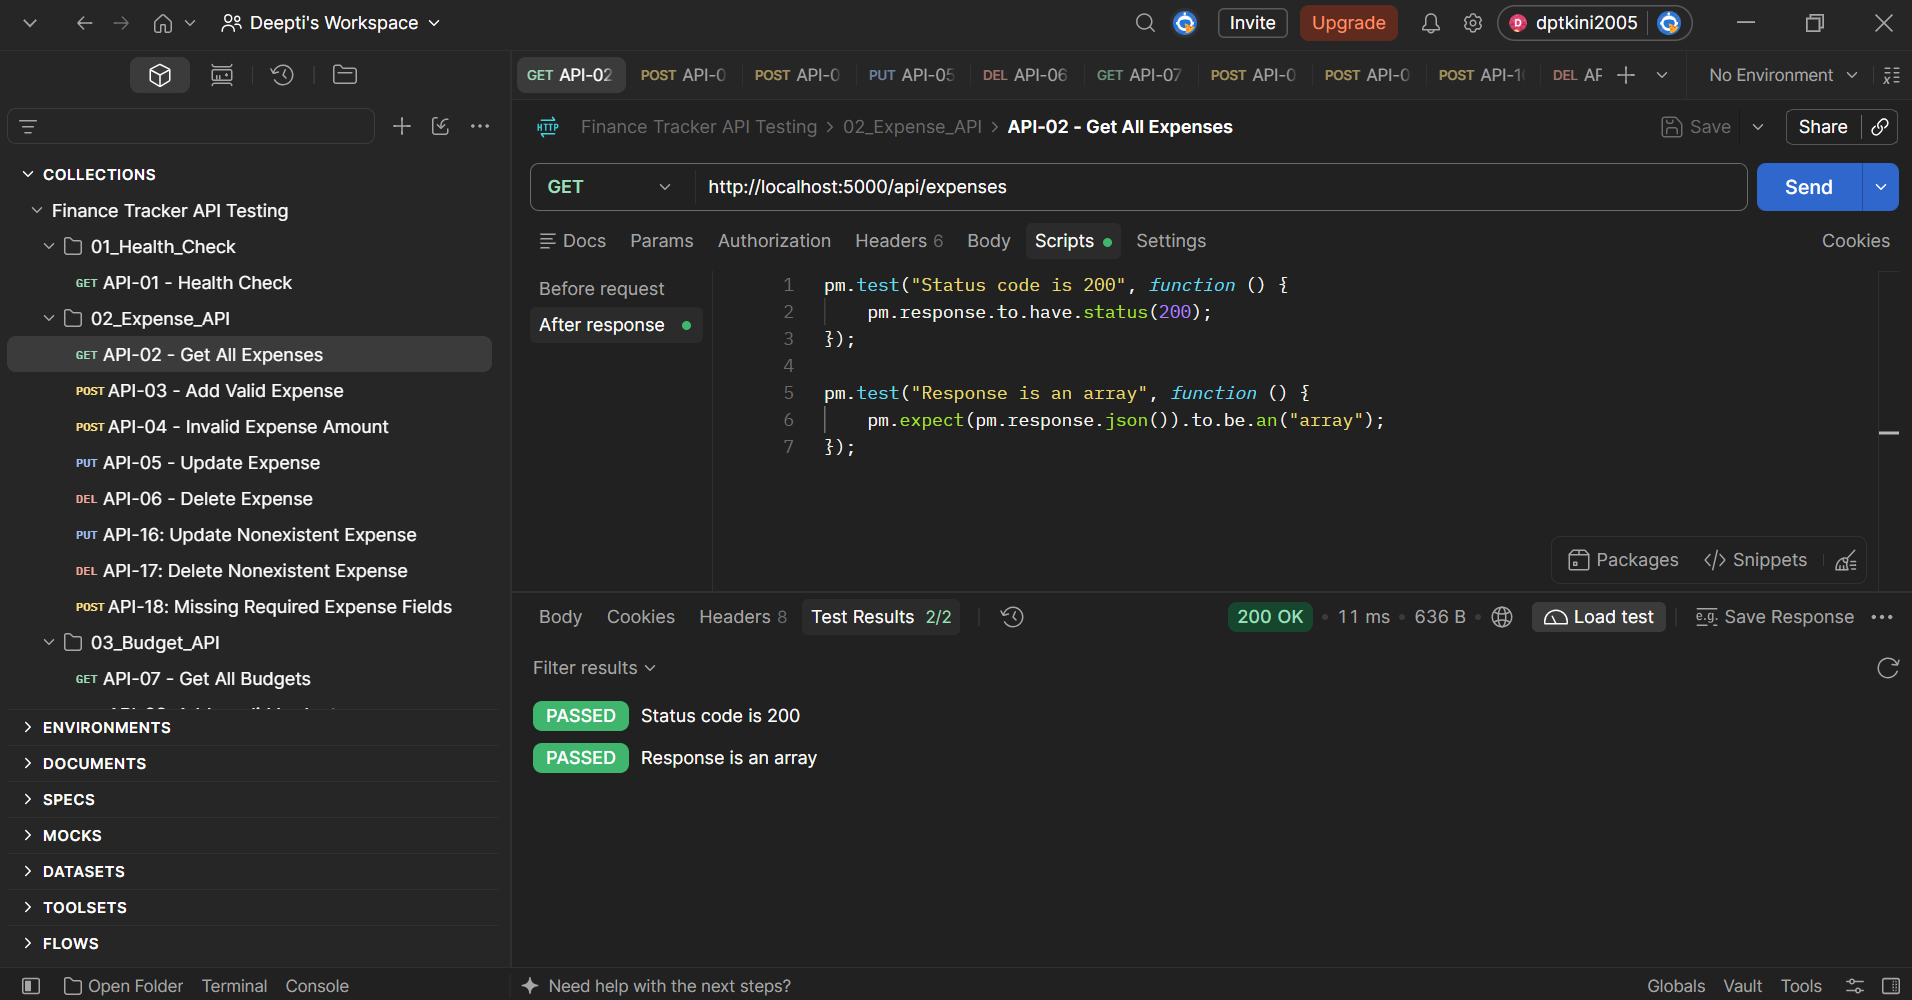 Deepti's Workspace
Invite
Upgrade
D
dptkini2005
GET API-02
POST API-0
POST API-0
PUT API-05
DEL API-06
GET API-07
POST API-0
POST API-0
POST API-1
DEL AF
No Environment
HTTP
Finance Tracker API Testing > 02_Expense_API > API-02 - Get All Expenses
Save
Share
COLLECTIONS
Finance Tracker API Testing
01_Health_Check
GET API-01 - Health Check
02_Expense_API
GET API-02 - Get All Expenses
POST API-03 - Add Valid Expense
POST API-04 - Invalid Expense Amount
PUT API-05 - Update Expense
DEL API-06 - Delete Expense
PUT API-16: Update Nonexistent Expense
DEL API-17: Delete Nonexistent Expense
POST API-18: Missing Required Expense Fields
03_Budget_API
GET API-07 - Get All Budgets
ENVIRONMENTS
DOCUMENTS
SPECS
MOCKS
DATASETS
TOOLSETS
FLOWS
GET
http://localhost:5000/api/expenses
Send
Docs
Params
Authorization
Headers 6
Body
Scripts
Settings
Cookies
Before request
After response
1 pm.test("Status code is 200", function () {
2 pm.response.to.have.status(200);
3 });
4
5 pm.test("Response is an array", function () {
6 pm.expect(pm.response.json()).to.be.an("array");
7 });
Packages
</> Snippets
Body
Cookies
Headers 8
Test Results 2/2
200 OK • 11 ms • 636 B •
Load test
e.g. Save Response
Filter results
PASSED Status code is 200
PASSED Response is an array
Open Folder
Terminal
Console
Need help with the next steps?
Globals
Vault
Tools